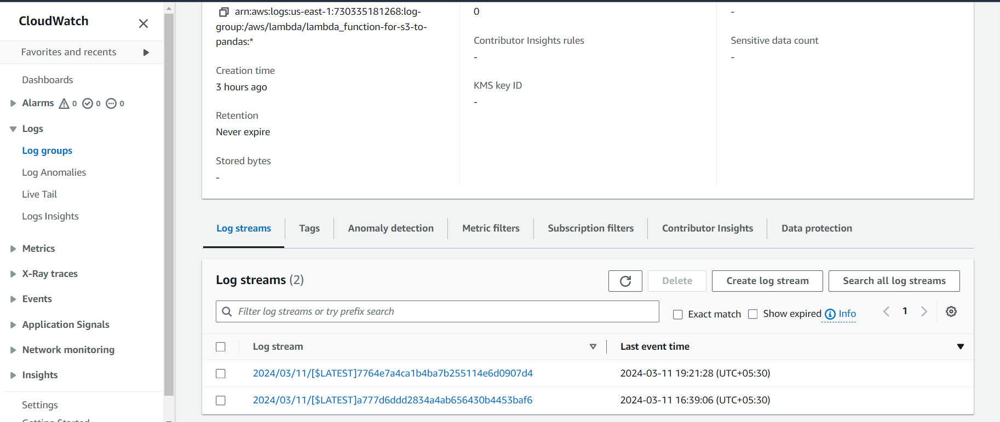 CloudWatch
Favorites and recents
Dashboards
Alarms 0 0 0
Logs
Log groups
Log Anomalies
Live Tail
Logs Insights
Metrics
X-Ray traces
Events
Application Signals
Network monitoring
Insights
Settings
Getting Started
arn:aws:logs:us-east-1:730335181268:log-
group:/aws/lambda/lambda_function-for-s3-to-
pandas:*
Creation time
3 hours ago
Retention
Never expire
Stored bytes
-
0
Contributor Insights rules
-
KMS key ID
-
-
Sensitive data count
-
Log streams
Tags
Anomaly detection
Metric filters
Subscription filters
Contributor Insights
Data protection
Log streams (2)
Delete
Create log stream
Search all log streams
Filter log streams or try prefix search
Exact match
Show expired
Info
1
Log stream
Last event time
2024/03/11/[$LATEST]7764e7a4ca1b4ba7b255114e6d0907d4
2024-03-11 19:21:28 (UTC+05:30)
2024/03/11/[$LATEST]a777d6ddd2834a4ab656430b4453baf6
2024-03-11 16:39:06 (UTC+05:30)